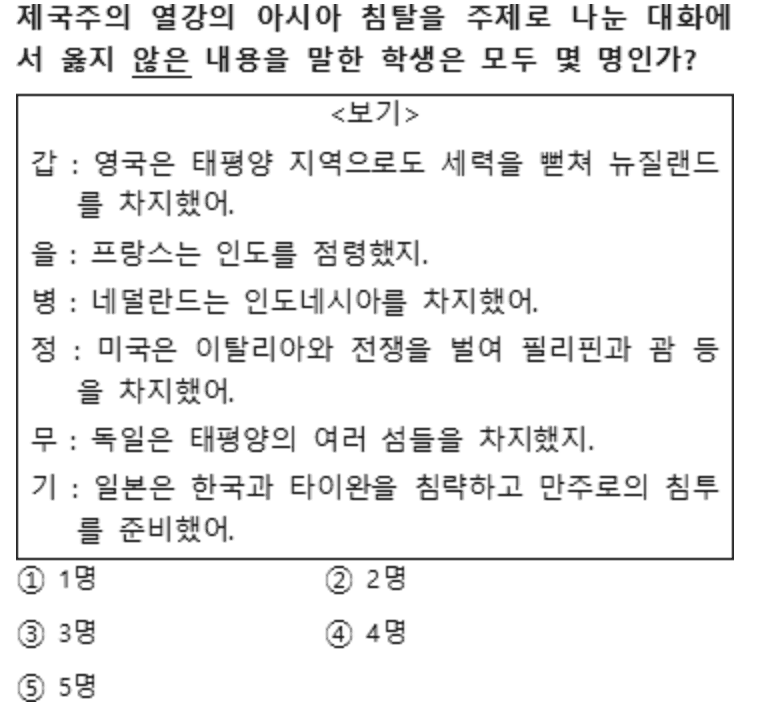 제국주의 열강의 아시아 침탈을 주제로 나눈 대화에
서 옳지 않은 내용을 말한 학생은 모두 몇 명인가?
<보기>
갑 : 영국은 태평양 지역으로도 세력을 뻗쳐 뉴질랜드
를 차지했어.
을 : 프랑스는 인도를 점령했지.
병 : 네덜란드는 인도네시아를 차지했어.
정 : 미국은 이탈리아와 전쟁을 벌여 필리핀과 괌 등
을 차지했어.
무 : 독일은 태평양의 여러 섬들을 차지했지.
기 : 일본은 한국과 타이완을 침략하고 만주로의 침투
를 준비했어.
① 1명 ② 2명
③ 3명 ④ 4명
⑤ 5명